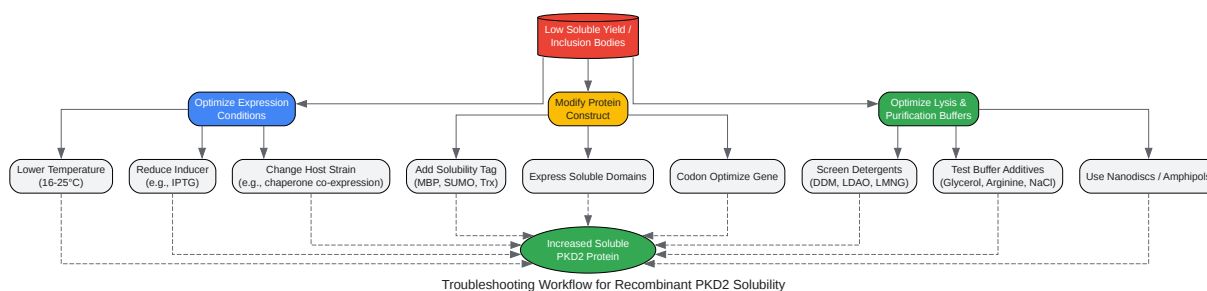 Low Soluble Yield /
Inclusion Bodies
Optimize Expression
Conditions
Modify Protein
Construct
Optimize Lysis &
Purification Buffers
Lower Temperature
(16-25°C)
Reduce Inducer
(e.g., IPTG)
Change Host Strain
(e.g., chaperone co-expression)
Add Solubility Tag
(MBP, SUMO, Trx)
Express Soluble Domains
Codon Optimize Gene
Screen Detergents
(DDM, LDAO, LMNG)
Test Buffer Additives
(Glycerol, Arginine, NaCl)
Use Nanodiscs / Amphipols
Increased Soluble
PKD2 Protein
Troubleshooting Workflow for Recombinant PKD2 Solubility